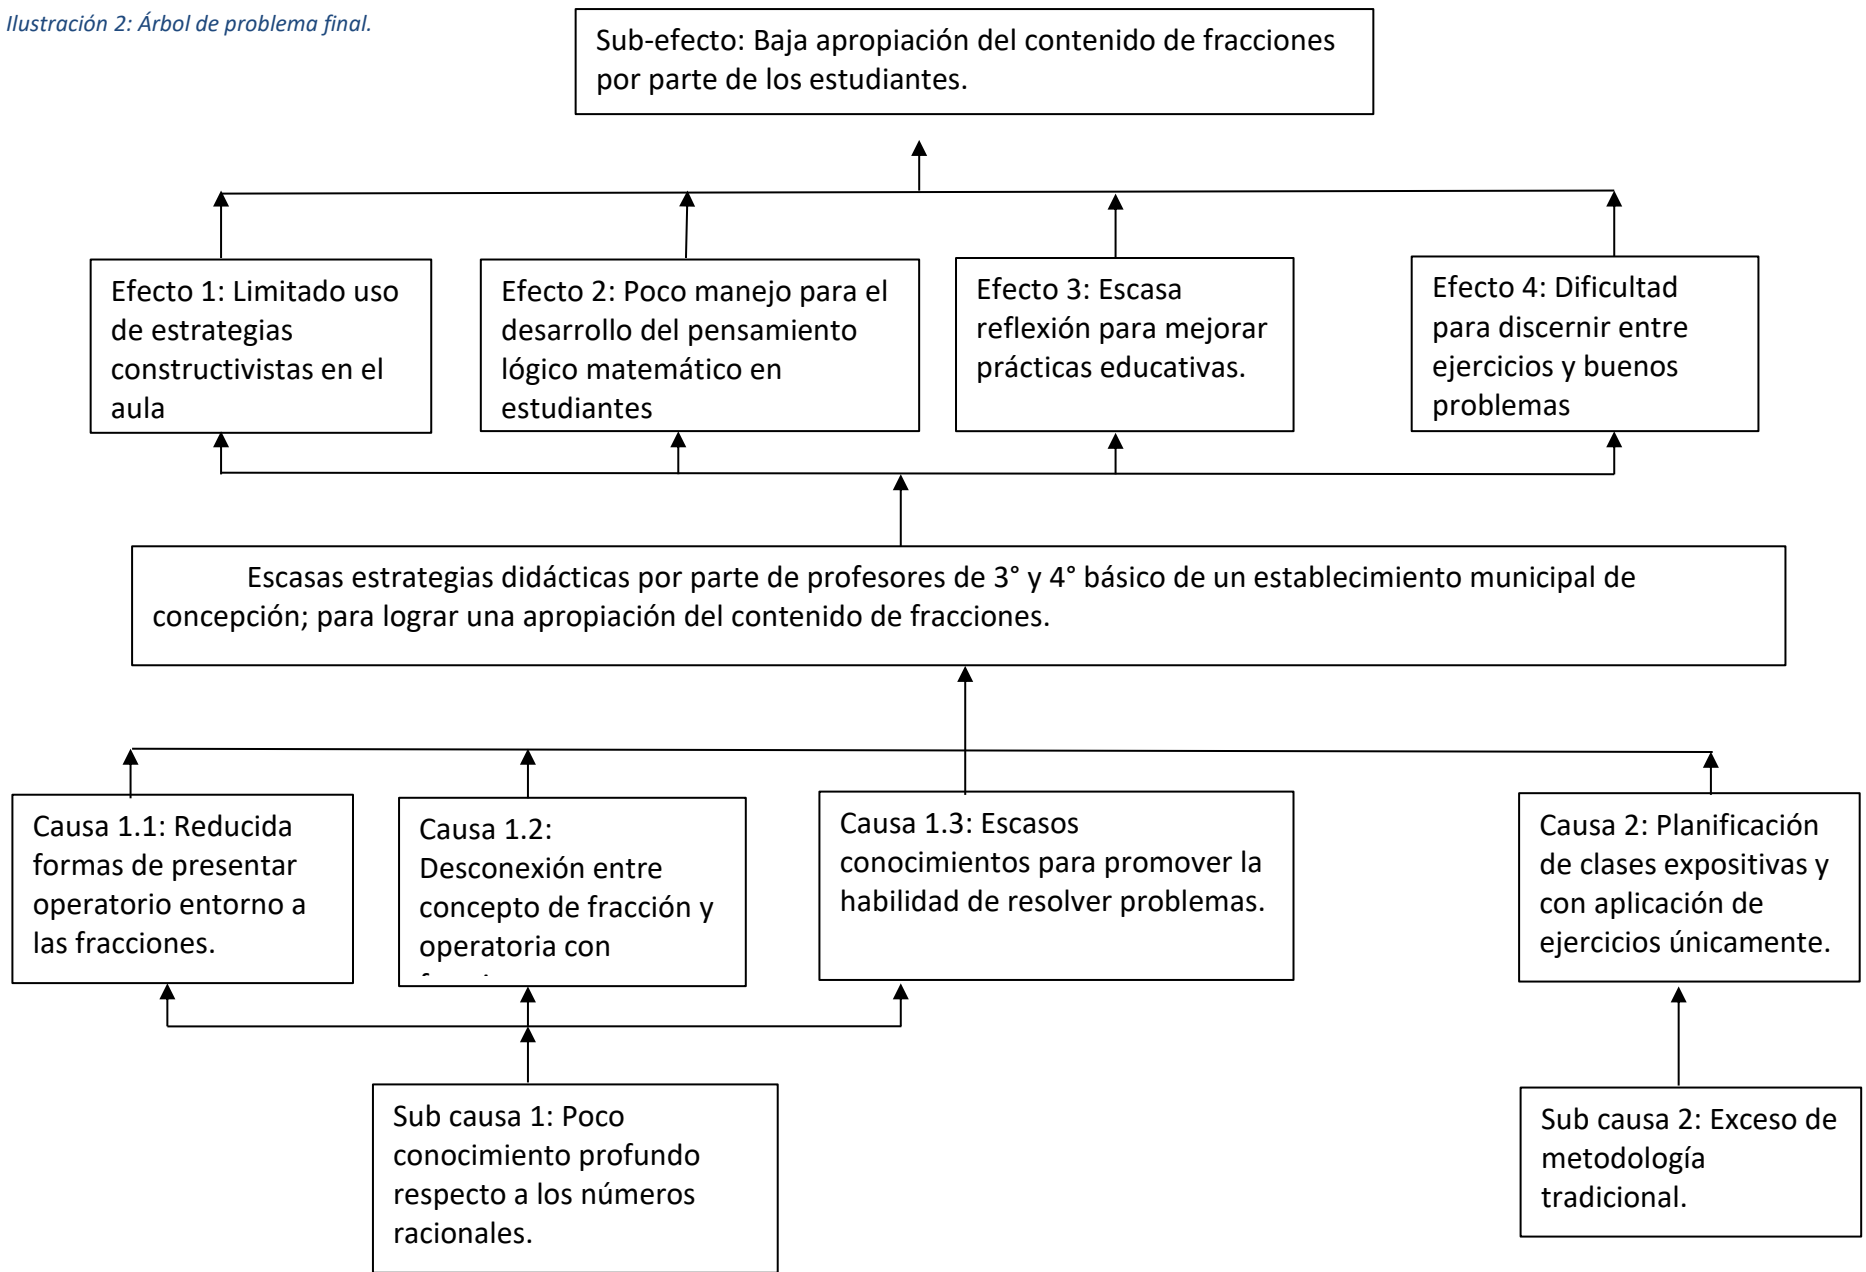 Ilustración 2: Árbol de problema final.
Sub-efecto: Baja apropiación del contenido de fracciones
por parte de los estudiantes.
Efecto 1: Limitado uso
de estrategias
constructivistas en el
aula
Efecto 2: Poco manejo para el
desarrollo del pensamiento
lógico matemático en
estudiantes
Efecto 3: Escasa
reflexión para mejorar
prácticas educativas.
Efecto 4: Dificultad
para discernir entre
ejercicios y buenos
problemas
Escasas estrategias didácticas por parte de profesores de 3° y 4° básico de un establecimiento municipal de
concepción; para lograr una apropiación del contenido de fracciones.
Causa 1.1: Reducida
formas de presentar
operatorio entorno a
las fracciones.
Causa 1.2:
Desconexión entre
concepto de fracción y
operatoria con
Causa 1.3: Escasos
conocimientos para promover la
habilidad de resolver problemas.
Causa 2: Planificación
de clases expositivas y
con aplicación de
ejercicios únicamente.
Sub causa 1: Poco
conocimiento profundo
respecto a los números
racionales.
Sub causa 2: Exceso de
metodología
tradicional.